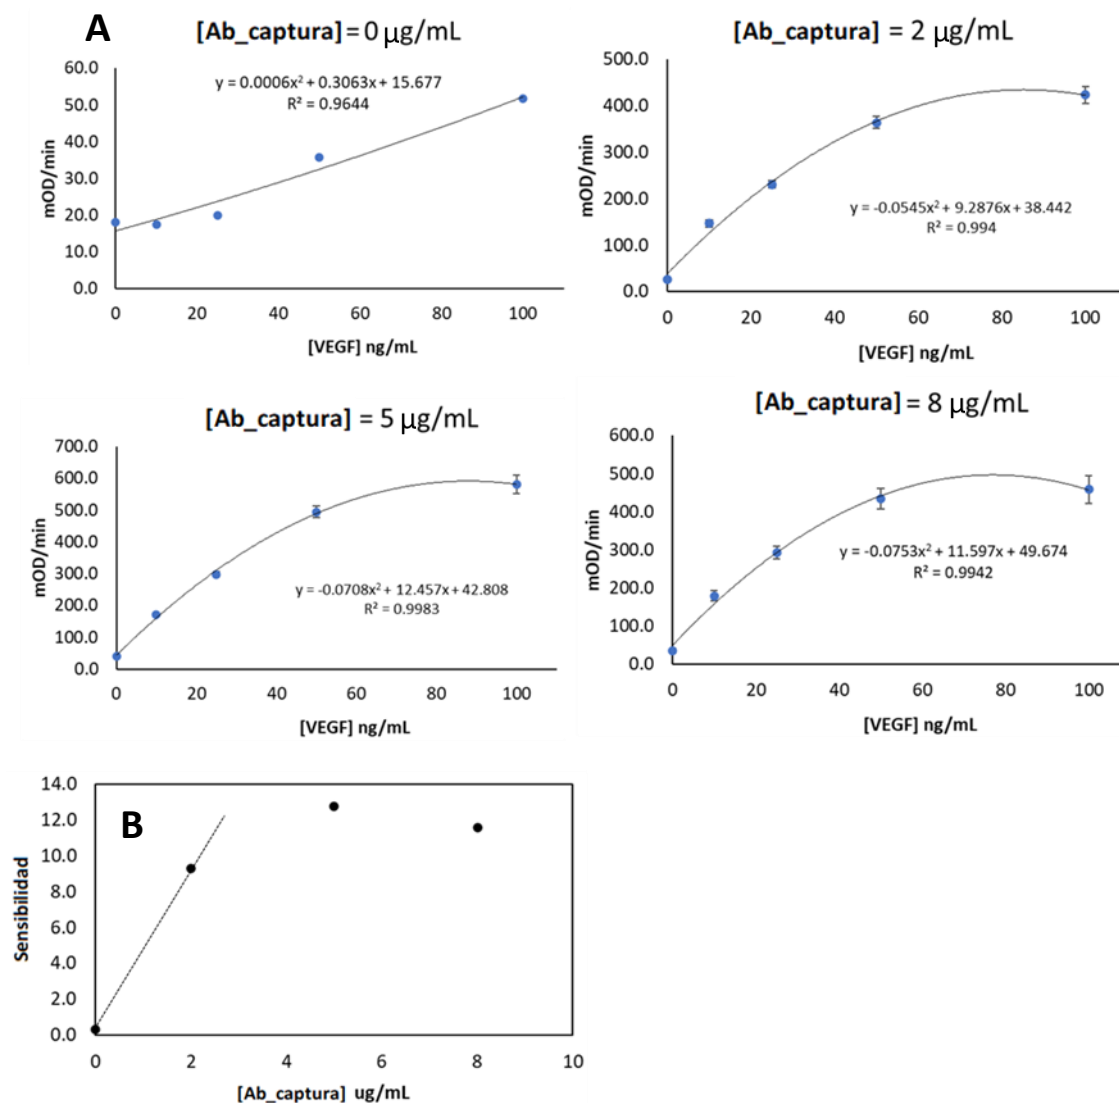 A
[Ab_captura] = 0 µg/mL
60.0
50.0
40.0
30.0
20.0
10.0
0.0
mOD/min
y = 0.0006x² + 0.3063x + 15.677
R² = 0.9644
0 20 40 60 80 100
[VEGF] ng/mL
[Ab_captura] = 2 µg/mL
500.0
400.0
300.0
200.0
100.0
0.0
mOD/min
y = -0.0545x² + 9.2876x + 38.442
R² = 0.994
0 20 40 60 80 100
[VEGF] ng/mL
[Ab_captura] = 5 µg/mL
700.0
600.0
500.0
400.0
300.0
200.0
100.0
0.0
mOD/min
y = -0.0708x² + 12.457x + 42.808
R² = 0.9983
0 20 40 60 80 100
[VEGF] ng/mL
[Ab_captura] = 8 µg/mL
600.0
500.0
400.0
300.0
200.0
100.0
0.0
mOD/min
y = -0.0753x² + 11.597x + 49.674
R² = 0.9942
0 20 40 60 80 100
[VEGF] ng/mL
B
14.0
12.0
10.0
8.0
6.0
4.0
2.0
0.0
Sensibilidad
0 2 4 6 8 10
[Ab_captura] ug/mL